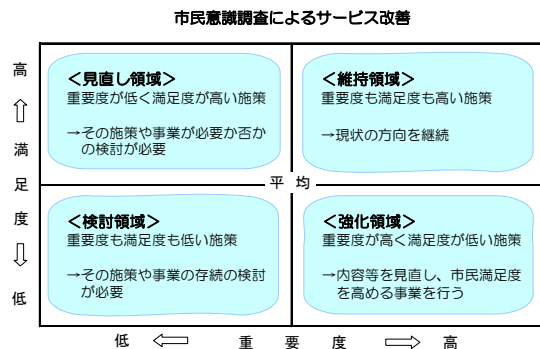 市民意識調査によるサービス改善
高
⇧
満
足
度
⇩
低
＜見直し領域＞
重要度が低く満足度が高い施策
→その施策や事業が必要か否か
の検討が必要
＜維持領域＞
重要度も満足度も高い施策
→現状の方向を継続
平 均
＜検討領域＞
重要度も満足度も低い施策
→その施策や事業の存続の検討
が必要
＜強化領域＞
重要度が高く満足度が低い施策
→内容等を見直し、市民満足度
を高める事業を行う
低 ⇦ 重 要 度 ⇨ 高